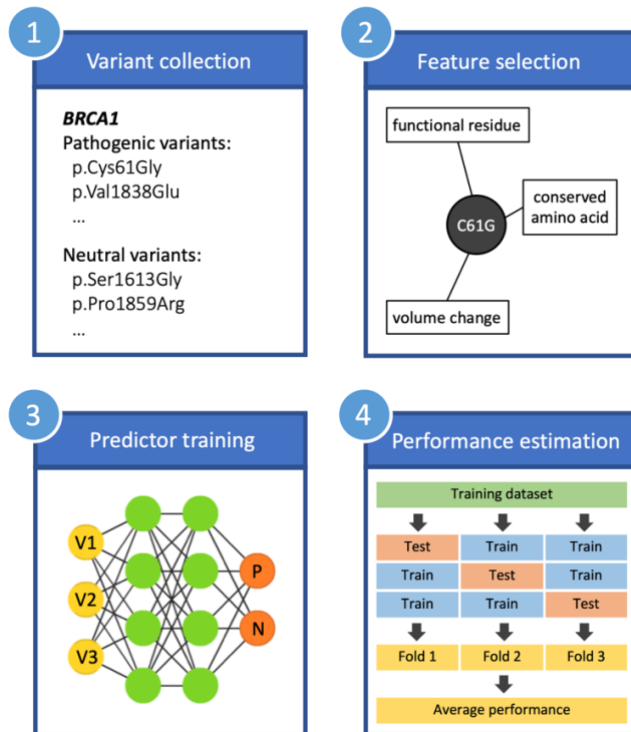 1
Variant collection
BRCA1
Pathogenic variants:
p.Cys61Gly
p.Val1838Glu
...
Neutral variants:
p.Ser1613Gly
p.Pro1859Arg
...
2
Feature selection
functional residue
conserved
amino acid
C61G
volume change
3
Predictor training
V1
V2
V3
P
N
4
Performance estimation
Training dataset
Test Train Train
Train Test Train
Train Train Test
Fold 1 Fold 2 Fold 3
Average performance